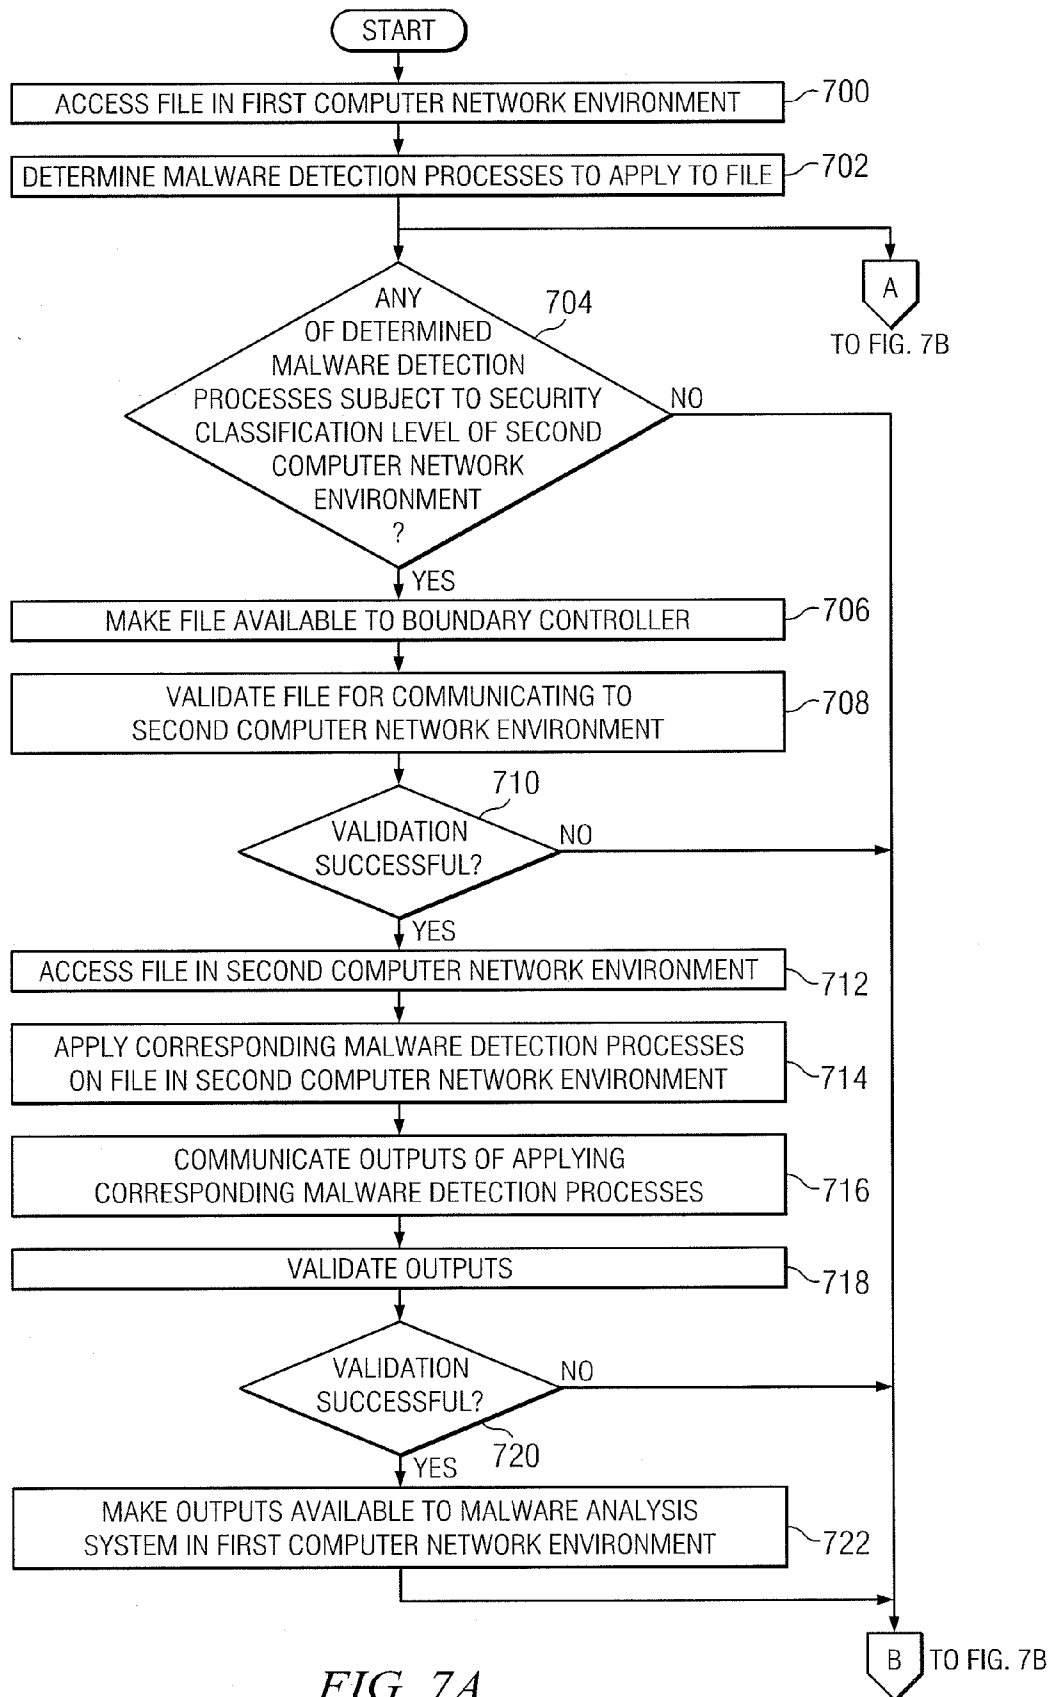 START
ACCESS FILE IN FIRST COMPUTER NETWORK ENVIRONMENT
700
DETERMINE MALWARE DETECTION PROCESSES TO APPLY TO FILE
702
A
TO FIG. 7B
704
ANY
OF DETERMINED
MALWARE DETECTION
PROCESSES SUBJECT TO SECURITY
CLASSIFICATION LEVEL OF SECOND
COMPUTER NETWORK
ENVIRONMENT
?
NO
YES
MAKE FILE AVAILABLE TO BOUNDARY CONTROLLER
706
VALIDATE FILE FOR COMMUNICATING TO
SECOND COMPUTER NETWORK ENVIRONMENT
708
710
VALIDATION
SUCCESSFUL?
NO
YES
ACCESS FILE IN SECOND COMPUTER NETWORK ENVIRONMENT
712
APPLY CORRESPONDING MALWARE DETECTION PROCESSES
ON FILE IN SECOND COMPUTER NETWORK ENVIRONMENT
714
COMMUNICATE OUTPUTS OF APPLYING
CORRESPONDING MALWARE DETECTION PROCESSES
716
VALIDATE OUTPUTS
718
VALIDATION
SUCCESSFUL?
NO
720
YES
MAKE OUTPUTS AVAILABLE TO MALWARE ANALYSIS
SYSTEM IN FIRST COMPUTER NETWORK ENVIRONMENT
722
B
TO FIG. 7B
FIG. 7A